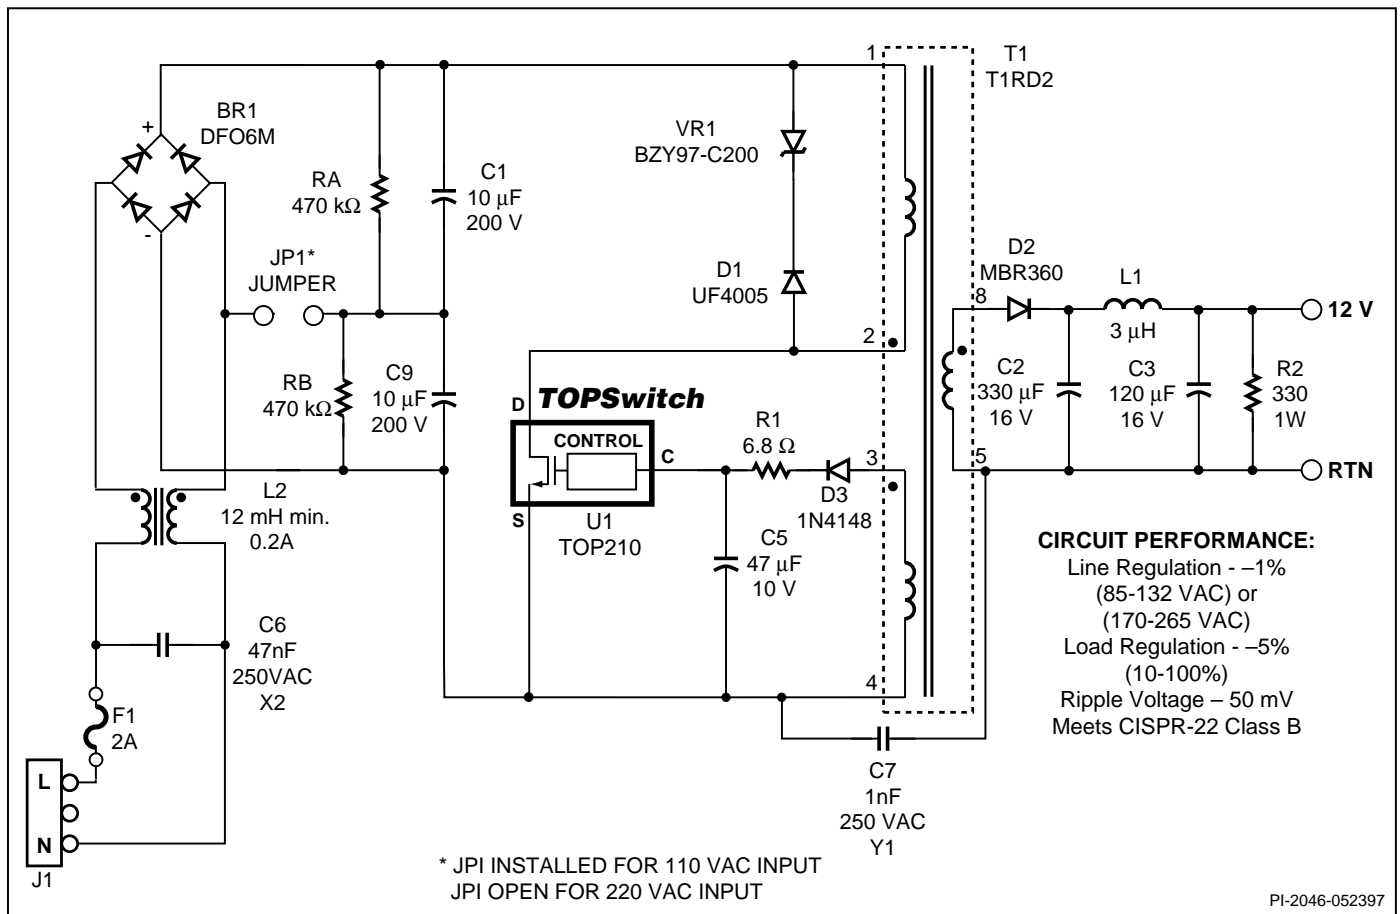 1
T1
T1RD2
BR1
DFO6M
+
-
VR1
BZY97-C200
RA
470 kΩ
C1
10 µF
200 V
JP1*
JUMPER
D1
UF4005
D2
MBR360
L1
3 µH
8
12 V
2
RB
470 kΩ
C9
10 µF
200 V
TOPSwitch
D
CONTROL
C
S
U1
TOP210
R1
6.8 Ω
3
D3
1N4148
C2
330 µF
16 V
C3
120 µF
16 V
R2
330
1W
5
RTN
L2
12 mH min.
0.2A
C5
47 µF
10 V
CIRCUIT PERFORMANCE:
Line Regulation - –1%
(85-132 VAC) or
(170-265 VAC)
Load Regulation - –5%
(10-100%)
Ripple Voltage – 50 mV
Meets CISPR-22 Class B
C6
47nF
250VAC
X2
4
F1
2A
L
N
J1
C7
1nF
250 VAC
Y1
* JPI INSTALLED FOR 110 VAC INPUT
JPI OPEN FOR 220 VAC INPUT
PI-2046-052397